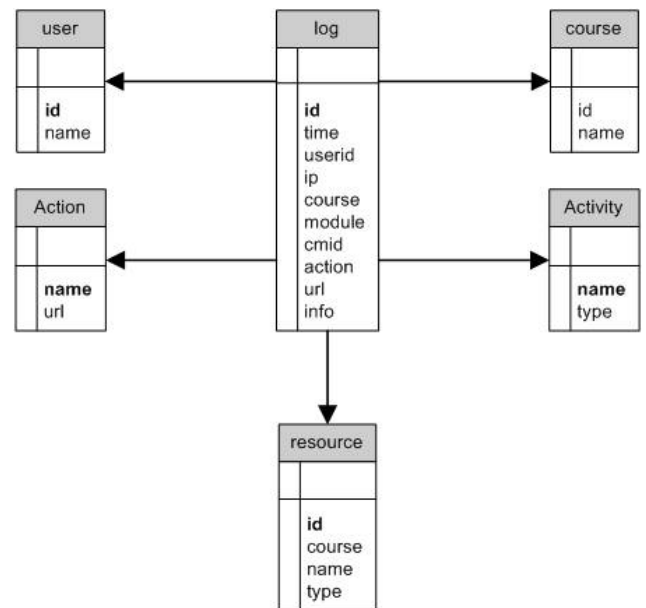 user
id
name
log
id
time
userid
ip
course
module
cmid
action
url
info
course
id
name
Action
name
url
Activity
name
type
resource
id
course
name
type